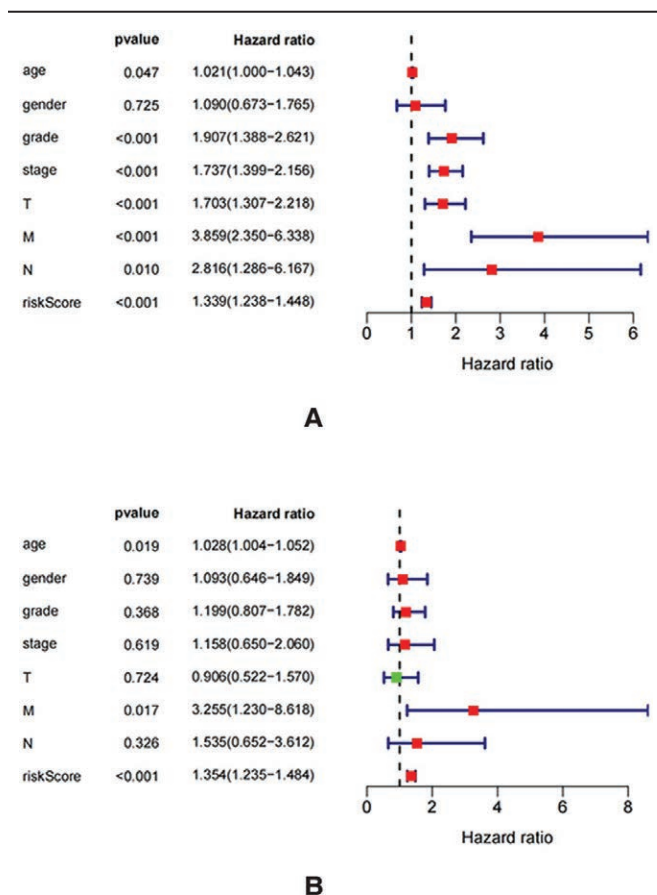 pvalue Hazard ratio
age 0.047 1.021(1.000−1.043)
gender 0.725 1.090(0.673−1.765)
grade <0.001 1.907(1.388−2.621)
stage <0.001 1.737(1.399−2.156)
T <0.001 1.703(1.307−2.218)
M <0.001 3.859(2.350−6.338)
N 0.010 2.816(1.286−6.167)
riskScore <0.001 1.339(1.238−1.448)
0 1 2 3 4 5 6
Hazard ratio
A
pvalue Hazard ratio
age 0.019 1.028(1.004−1.052)
gender 0.739 1.093(0.646−1.849)
grade 0.368 1.199(0.807−1.782)
stage 0.619 1.158(0.650−2.060)
T 0.724 0.906(0.522−1.570)
M 0.017 3.255(1.230−8.618)
N 0.326 1.535(0.652−3.612)
riskScore <0.001 1.354(1.235−1.484)
0 2 4 6 8
Hazard ratio
B